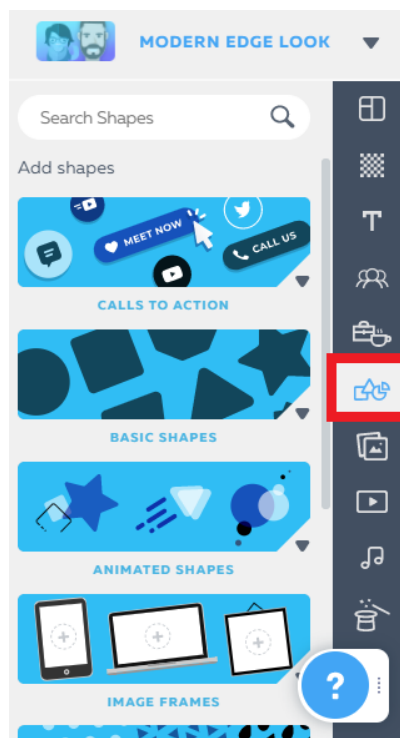 MODERN EDGE LOOK
Search Shapes
Add shapes
MEET NOW
CALL US
CALLS TO ACTION
BASIC SHAPES
ANIMATED SHAPES
IMAGE FRAMES
?